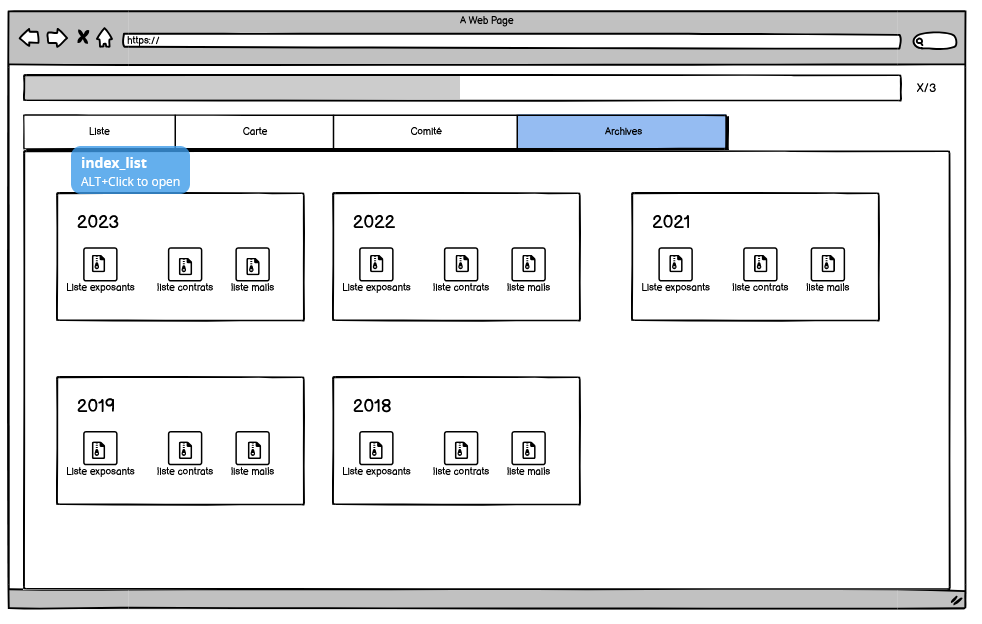 A Web Page
https://
X/3
Liste
Carte
Comité
Archives
index_list
ALT+Click to open
2023
Liste exposants
liste contrats
liste mails
2022
Liste exposants
liste contrats
liste mails
2021
Liste exposants
liste contrats
liste mails
2019
Liste exposants
liste contrats
liste mails
2018
Liste exposants
liste contrats
liste mails